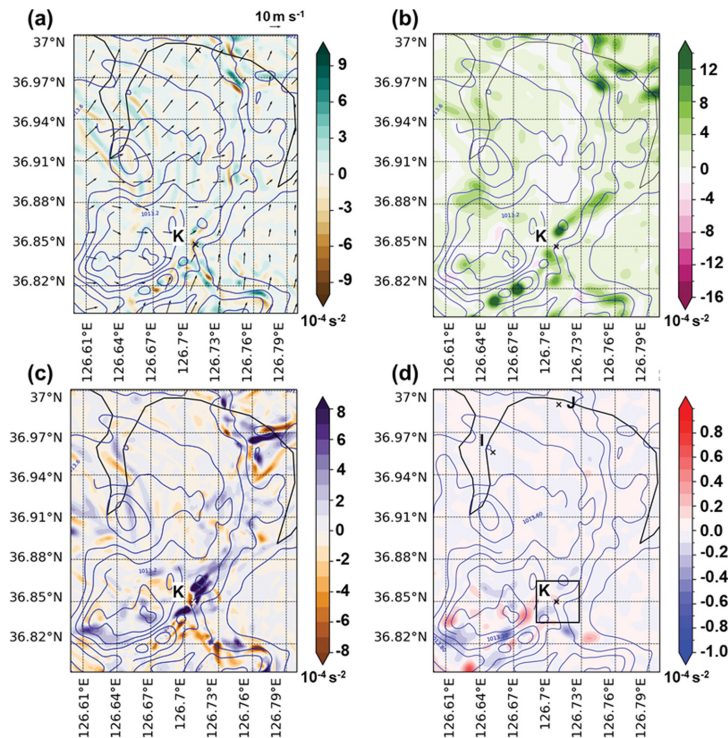 (a)
10 m s⁻¹
37°N
36.97°N
36.94°N
36.91°N
36.88°N
36.85°N
36.82°N
1013.2
K
9
6
3
0
-3
-6
-9
126.61°E
126.64°E
126.67°E
126.7°E
126.73°E
126.76°E
126.79°E
10⁻⁴ s⁻²
(b)
37°N
36.97°N
36.94°N
36.91°N
36.88°N
36.85°N
36.82°N
K
12
8
4
0
-4
-8
-12
-16
126.61°E
126.64°E
126.67°E
126.7°E
126.73°E
126.76°E
126.79°E
10⁻⁴ s⁻²
(c)
37°N
36.97°N
36.94°N
36.91°N
36.88°N
36.85°N
36.82°N
K
8
6
4
2
0
-2
-4
-6
-8
126.61°E
126.64°E
126.67°E
126.7°E
126.73°E
126.76°E
126.79°E
10⁻⁴ s⁻²
(d)
37°N
36.97°N
36.94°N
36.91°N
36.88°N
36.85°N
36.82°N
J
I
1013.60
K
0.8
0.6
0.4
0.2
0.0
-0.2
-0.4
-0.6
-0.8
-1.0
126.61°E
126.64°E
126.67°E
126.7°E
126.73°E
126.76°E
126.79°E
10⁻⁴ s⁻²